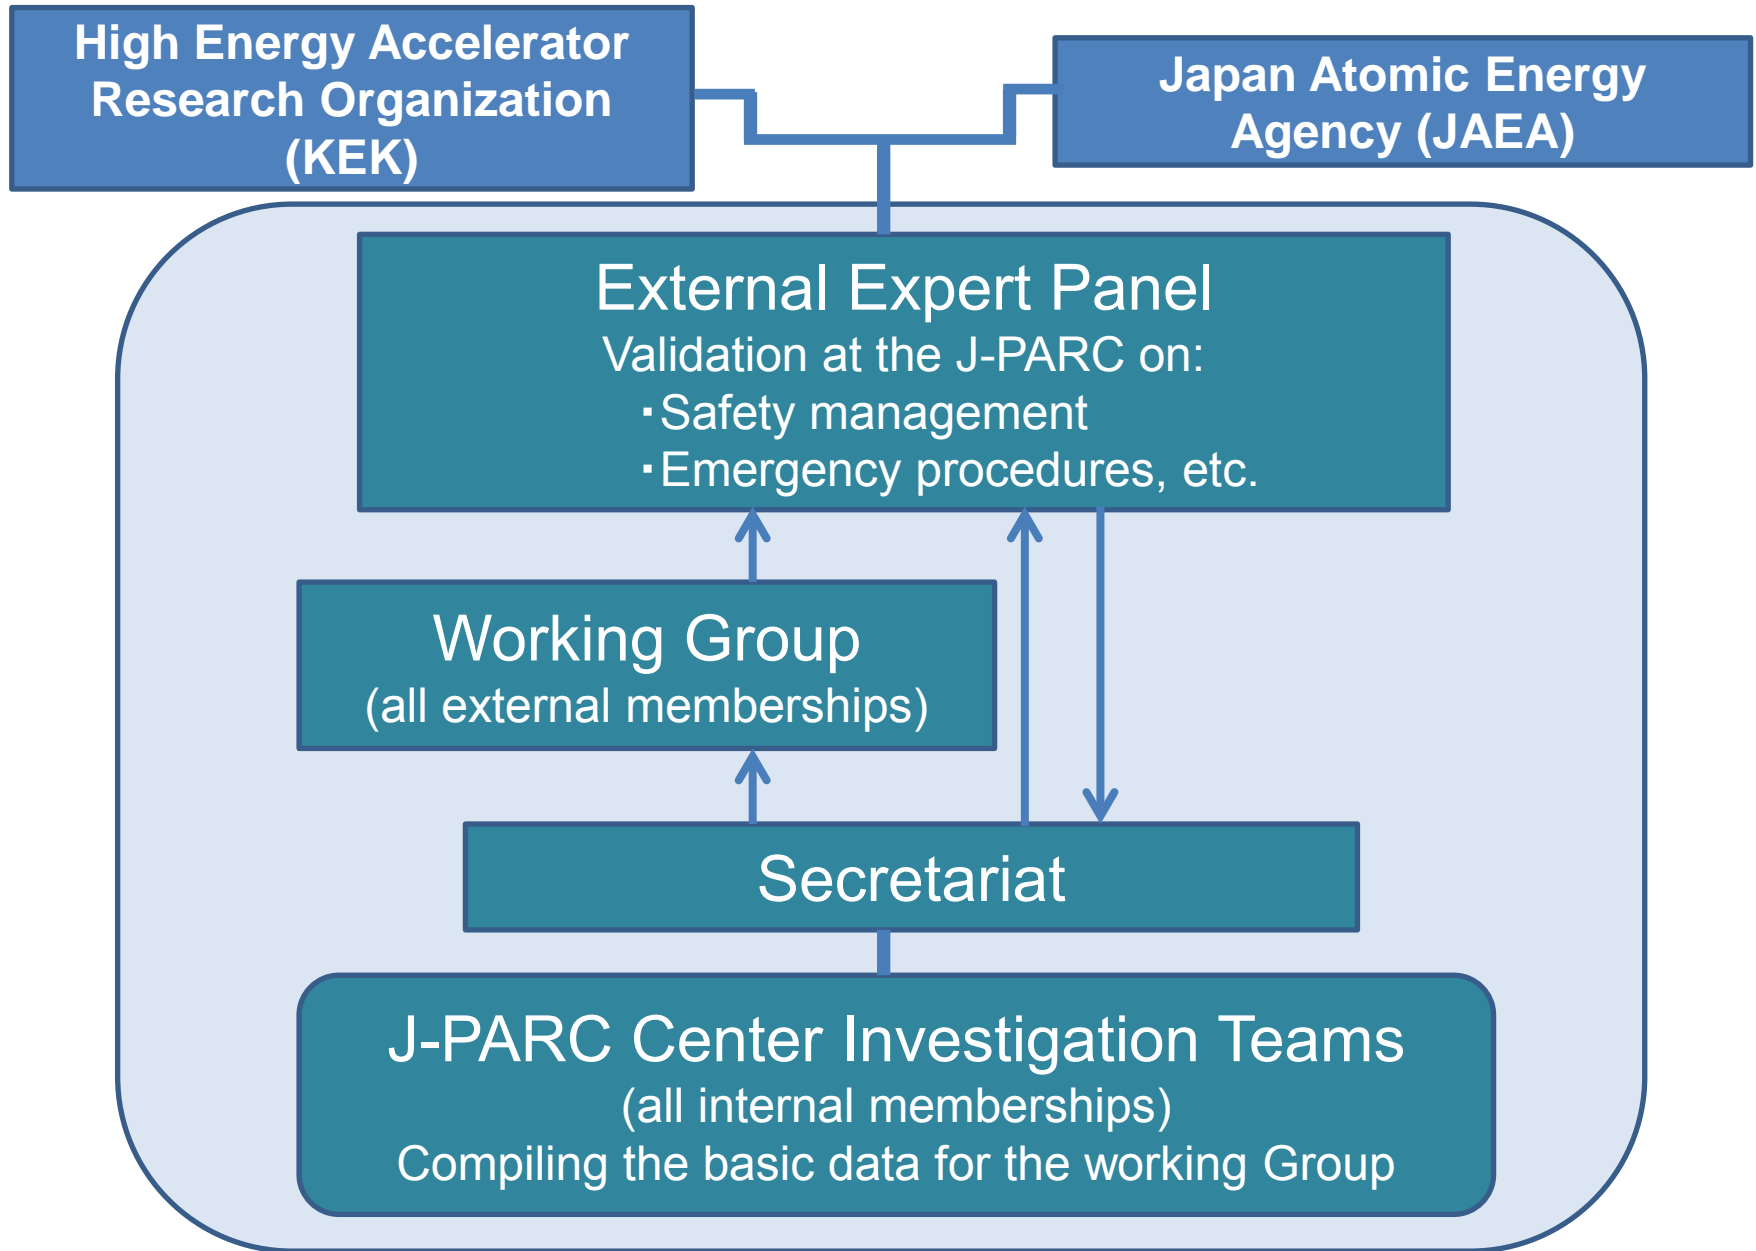 High Energy Accelerator
Research Organization
(KEK)
Japan Atomic Energy
Agency (JAEA)
External Expert Panel
Validation at the J-PARC on:
･Safety management
･Emergency procedures, etc.
Working Group
(all external memberships)
Secretariat
J-PARC Center Investigation Teams
(all internal memberships)
Compiling the basic data for the working Group